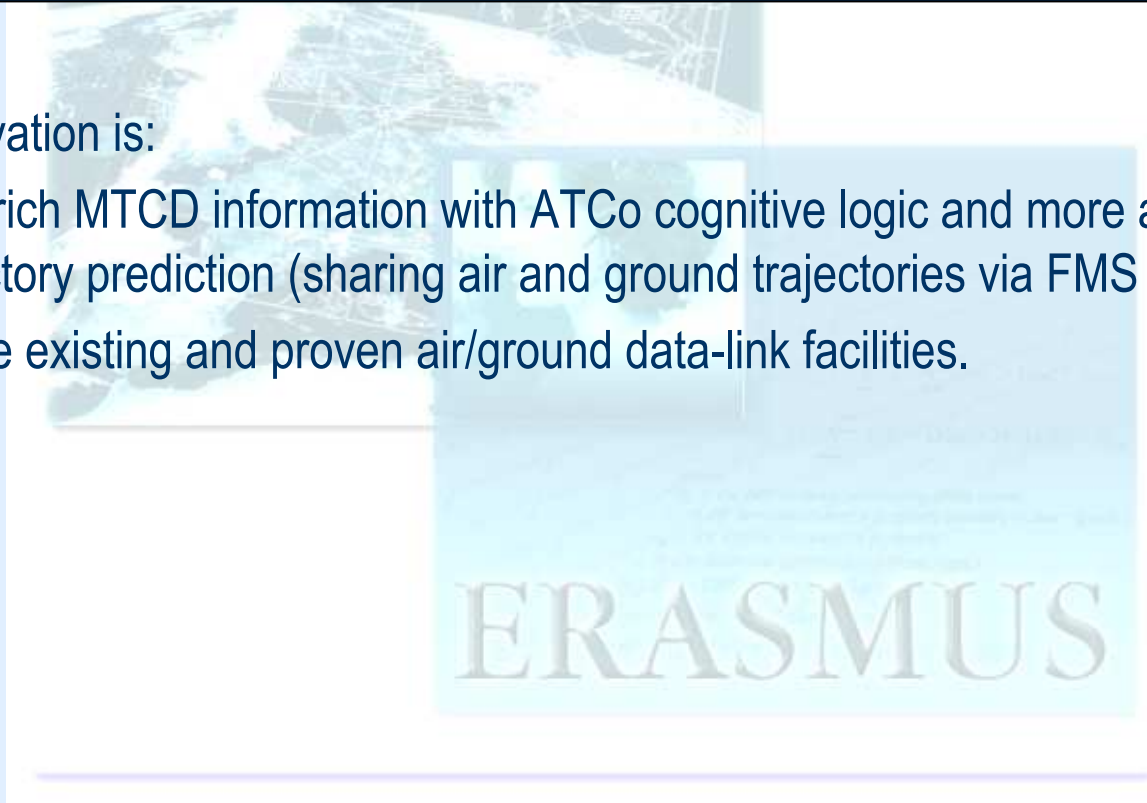 vation is:
rich MTCD information with ATCo cognitive logic and more a
ctory prediction (sharing air and ground trajectories via FMS
e existing and proven air/ground data-link facilities.
ERASMUS